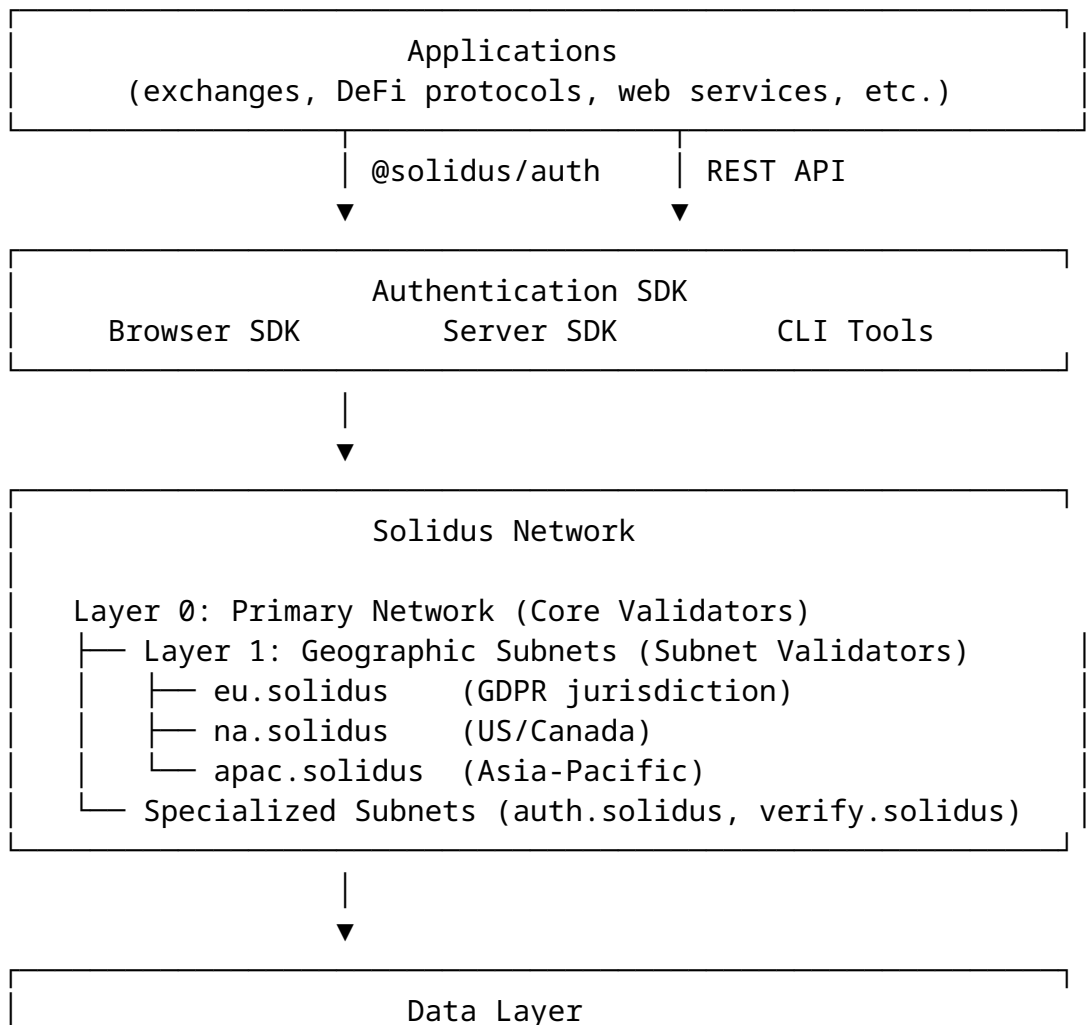 Applications
(exchanges, DeFi protocols, web services, etc.)
@solidus/auth REST API
Authentication SDK
Browser SDK Server SDK CLI Tools
Solidus Network
Layer 0: Primary Network (Core Validators)
├── Layer 1: Geographic Subnets (Subnet Validators)
│ ├── eu.solidus (GDPR jurisdiction)
│ ├── na.solidus (US/Canada)
│ └── apac.solidus (Asia-Pacific)
└── Specialized Subnets (auth.solidus, verify.solidus)
Data Layer